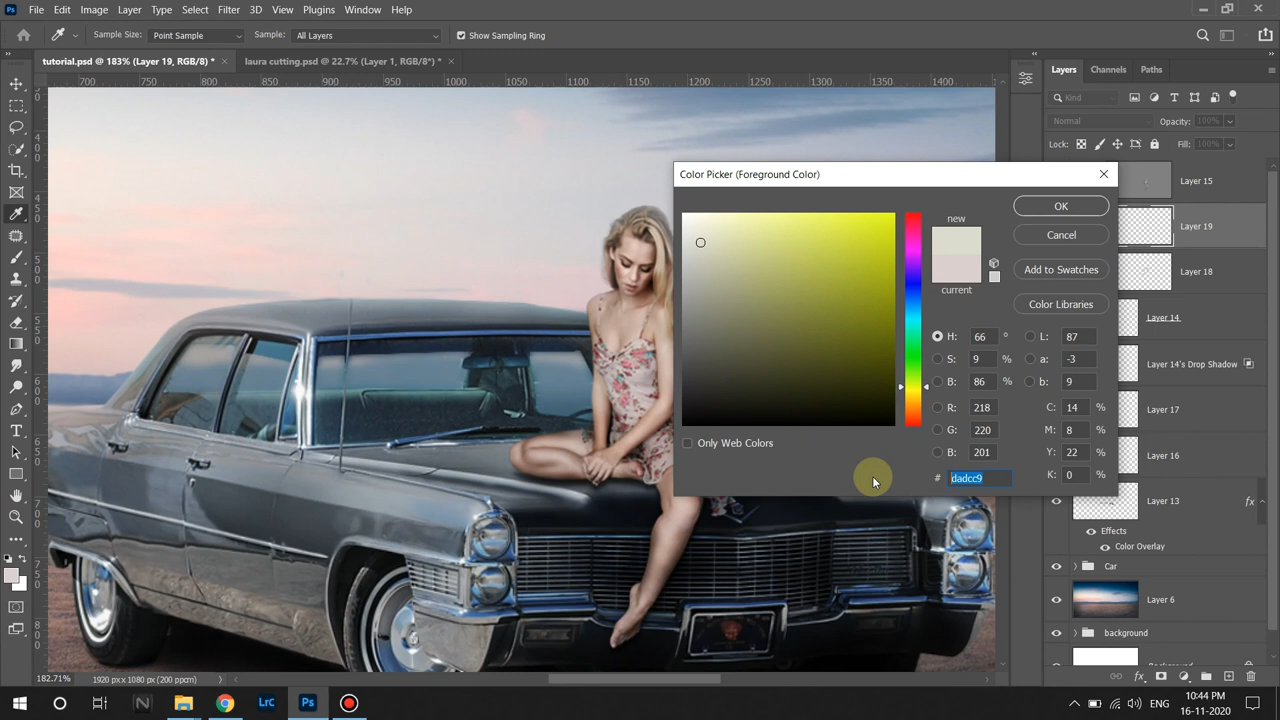 Ps File Edit Image Layer Type Select Filter 3D View Plugins Window Help
Sample Size: Point Sample Sample: All Layers Show Sampling Ring
tutorial.psd @ 183% (Layer 19, RGB/8) * laura cutting.psd @ 22.7% (Layer 1, RGB/8*) *
Layers Channels Paths
700 800 850 900 950 1000 1050 1100 1150 1200 1250 1300 1350 1400
Kind
Normal Opacity: 100%
Lock: Fill: 100%
Layer 15
Layer 19
Layer 18
Layer 14
Layer 14's Drop Shadow
Layer 17
Layer 16
Layer 13 fx
Effects
Color Overlay
Car
Layer 6
background
Color Picker (Foreground Color)
new
current
OK
Cancel
Add to Swatches
Color Libraries
H: 66 ° L: 87
S: 9 % a: -3
B: 86 % b: 9
R: 218 C: 14 %
G: 220 M: 8 %
B: 201 Y: 22 %
# dadcc9 K: 0 %
Only Web Colors
182.71% 1920 px x 1080 px (200 ppcm)
N LrC Ps
ENG
10:44 PM
16-11-2020